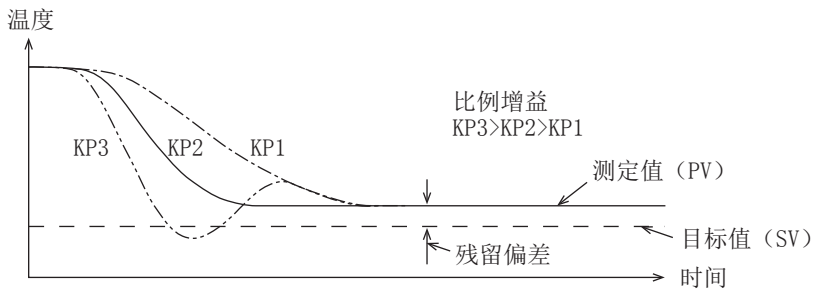 温度
比例增益
KP3>KP2>KP1
KP3
KP2
KP1
测定值（PV）
目标值（SV）
残留偏差
时间